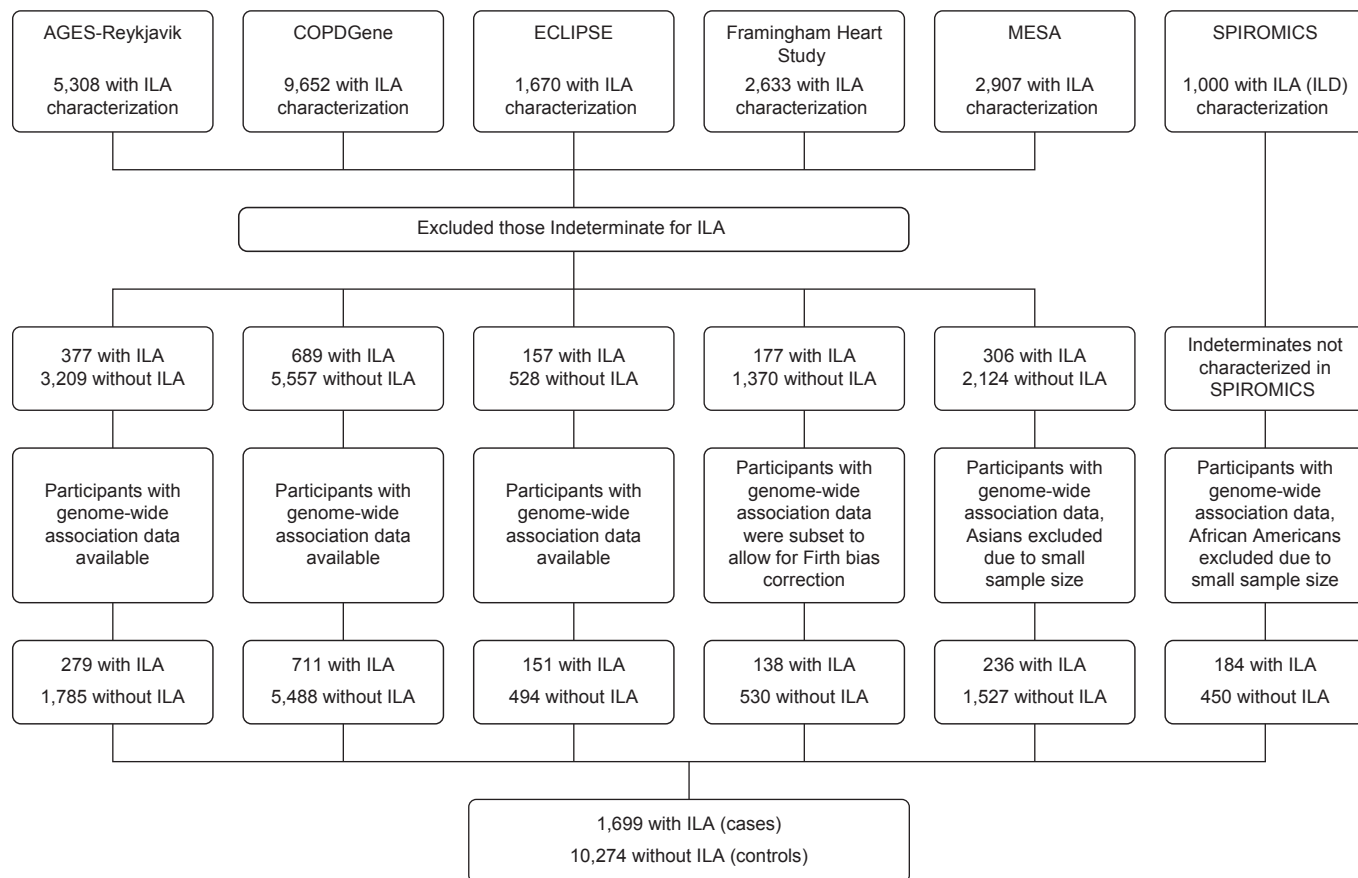 AGES-Reykjavik
5,308 with ILA
characterization
COPDGene
9,652 with ILA
characterization
ECLIPSE
1,670 with ILA
characterization
Framingham Heart
Study
2,633 with ILA
characterization
MESA
2,907 with ILA
characterization
SPIROMICS
1,000 with ILA (ILD)
characterization
Excluded those Indeterminate for ILA
377 with ILA
3,209 without ILA
689 with ILA
5,557 without ILA
157 with ILA
528 without ILA
177 with ILA
1,370 without ILA
306 with ILA
2,124 without ILA
Indeterminates not
characterized in
SPIROMICS
Participants with
genome-wide
association data
available
Participants with
genome-wide
association data
available
Participants with
genome-wide
association data
available
Participants with
genome-wide
association data
were subset to
allow for Firth bias
correction
Participants with
genome-wide
association data,
Asians excluded
due to small
sample size
Participants with
genome-wide
association data,
African Americans
excluded due to
small sample size
279 with ILA
1,785 without ILA
711 with ILA
5,488 without ILA
151 with ILA
494 without ILA
138 with ILA
530 without ILA
236 with ILA
1,527 without ILA
184 with ILA
450 without ILA
1,699 with ILA (cases)
10,274 without ILA (controls)